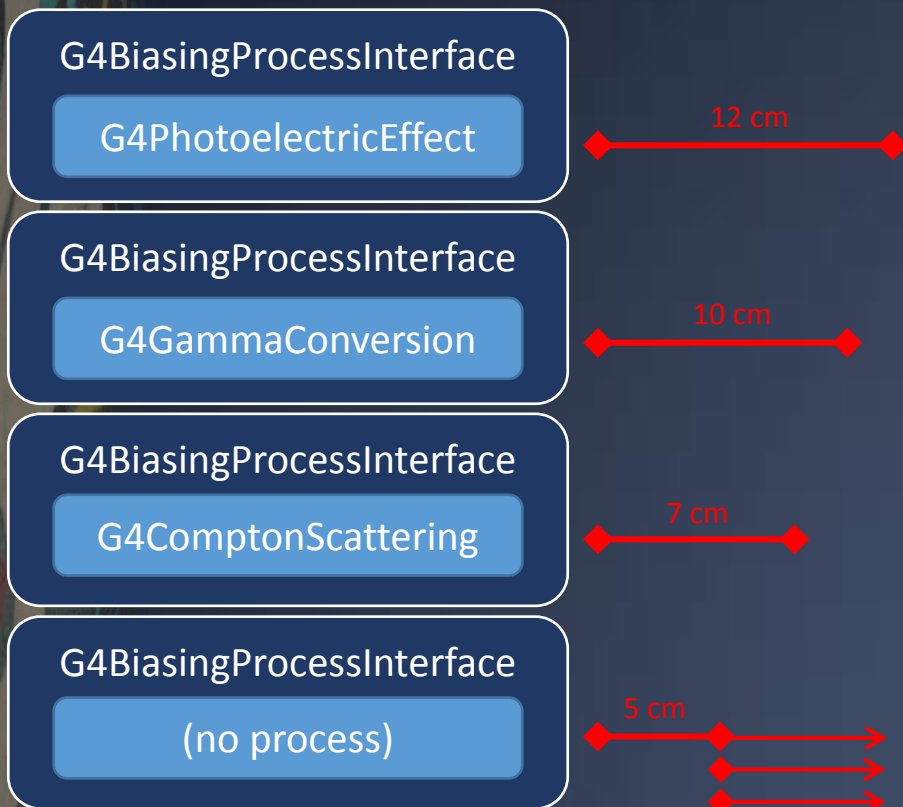 G4BiasingProcessInterface
G4PhotoelectricEffect
12 cm
G4BiasingProcessInterface
G4GammaConversion
10 cm
G4BiasingProcessInterface
G4ComptonScattering
7 cm
G4BiasingProcessInterface
(no process)
5 cm